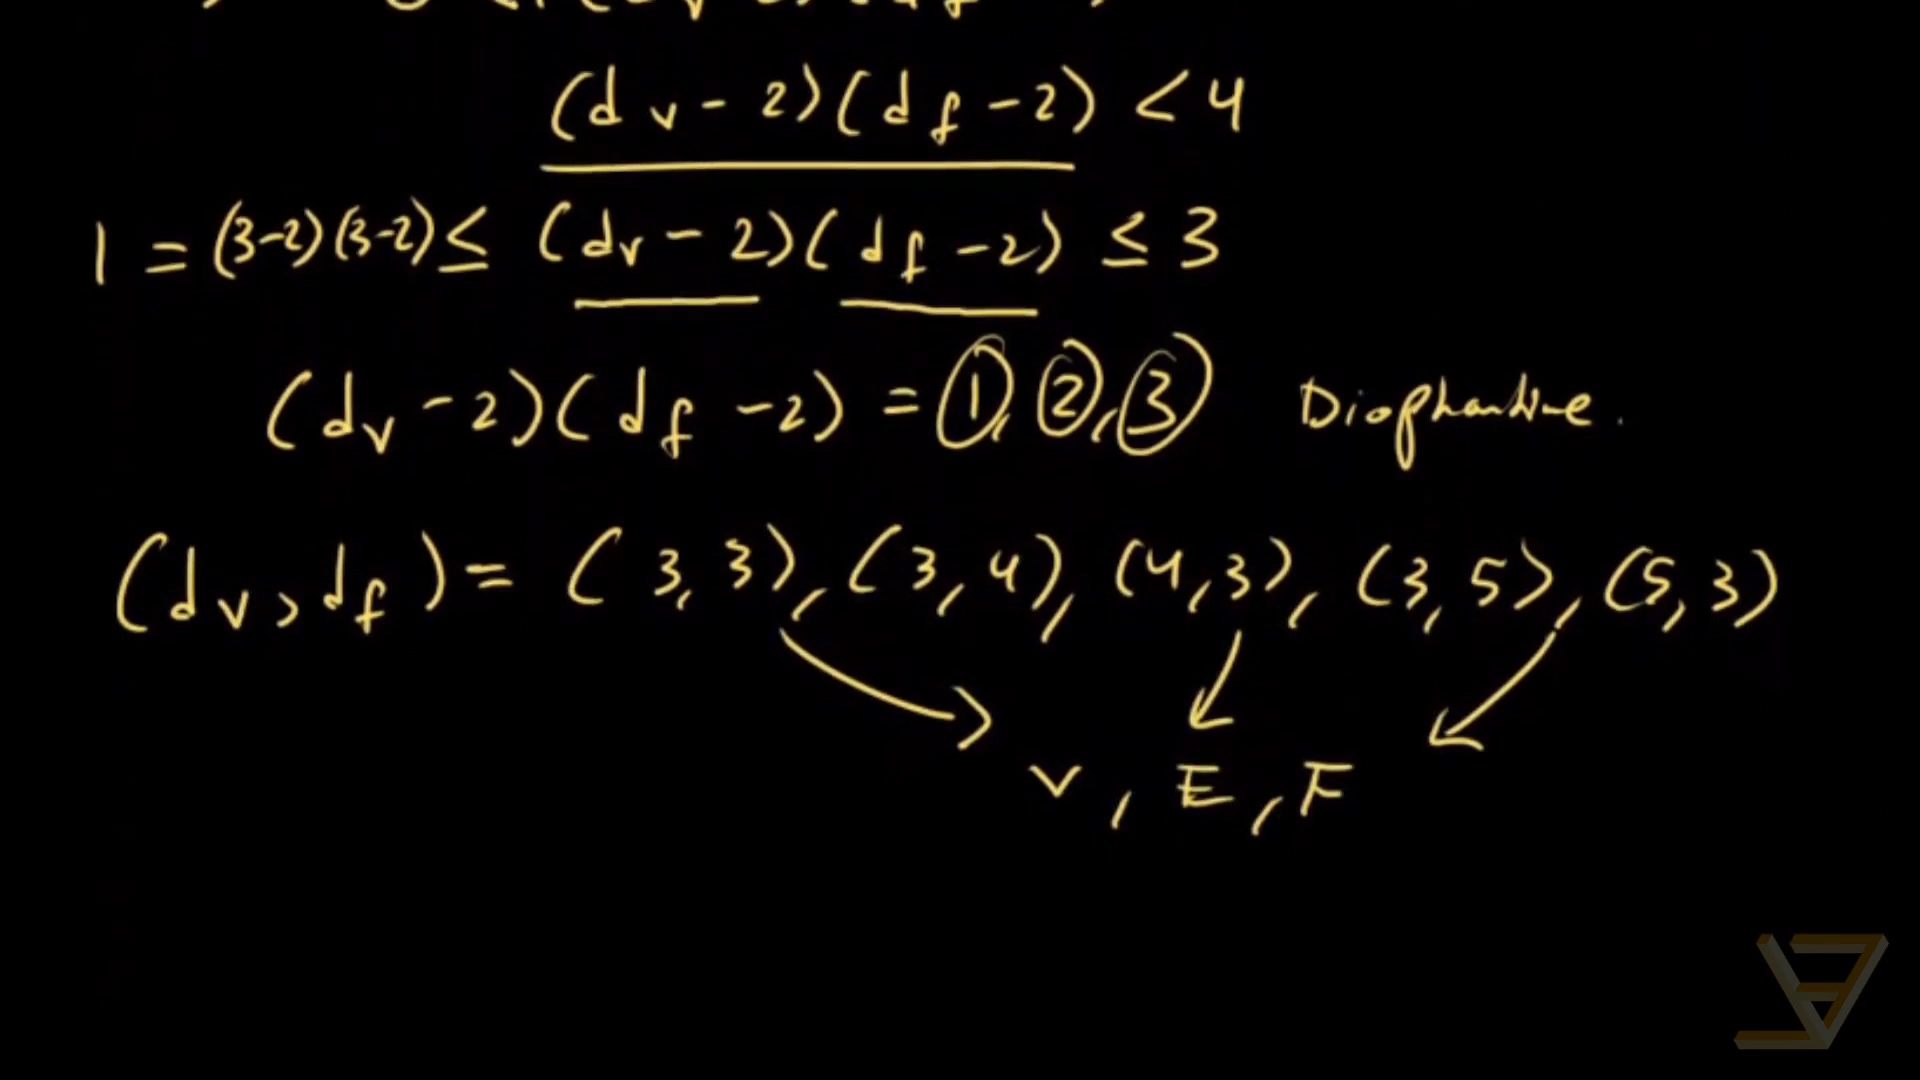 (dv - 2)(df - 2) < 4
1 = (3-2)(3-2) ≤ (dv - 2)(df - 2) ≤ 3
(dv - 2)(df - 2) = 1, 2, 3 Diophantine.
(dv, df) = (3, 3), (3, 4), (4, 3), (3, 5), (5, 3)
V, E, F